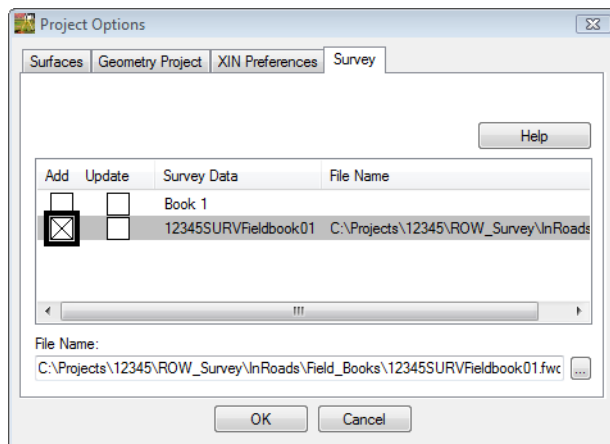 Project Options
Surfaces Geometry Project XIN Preferences Survey
Help
Add Update Survey Data File Name
Book 1
12345SURVFieldbook01 C:\Projects\12345\ROW_Survey\InRoads
File Name:
C:\Projects\12345\ROW_Survey\InRoads\Field_Books\12345SURVFieldbook01.fwd ...
OK Cancel